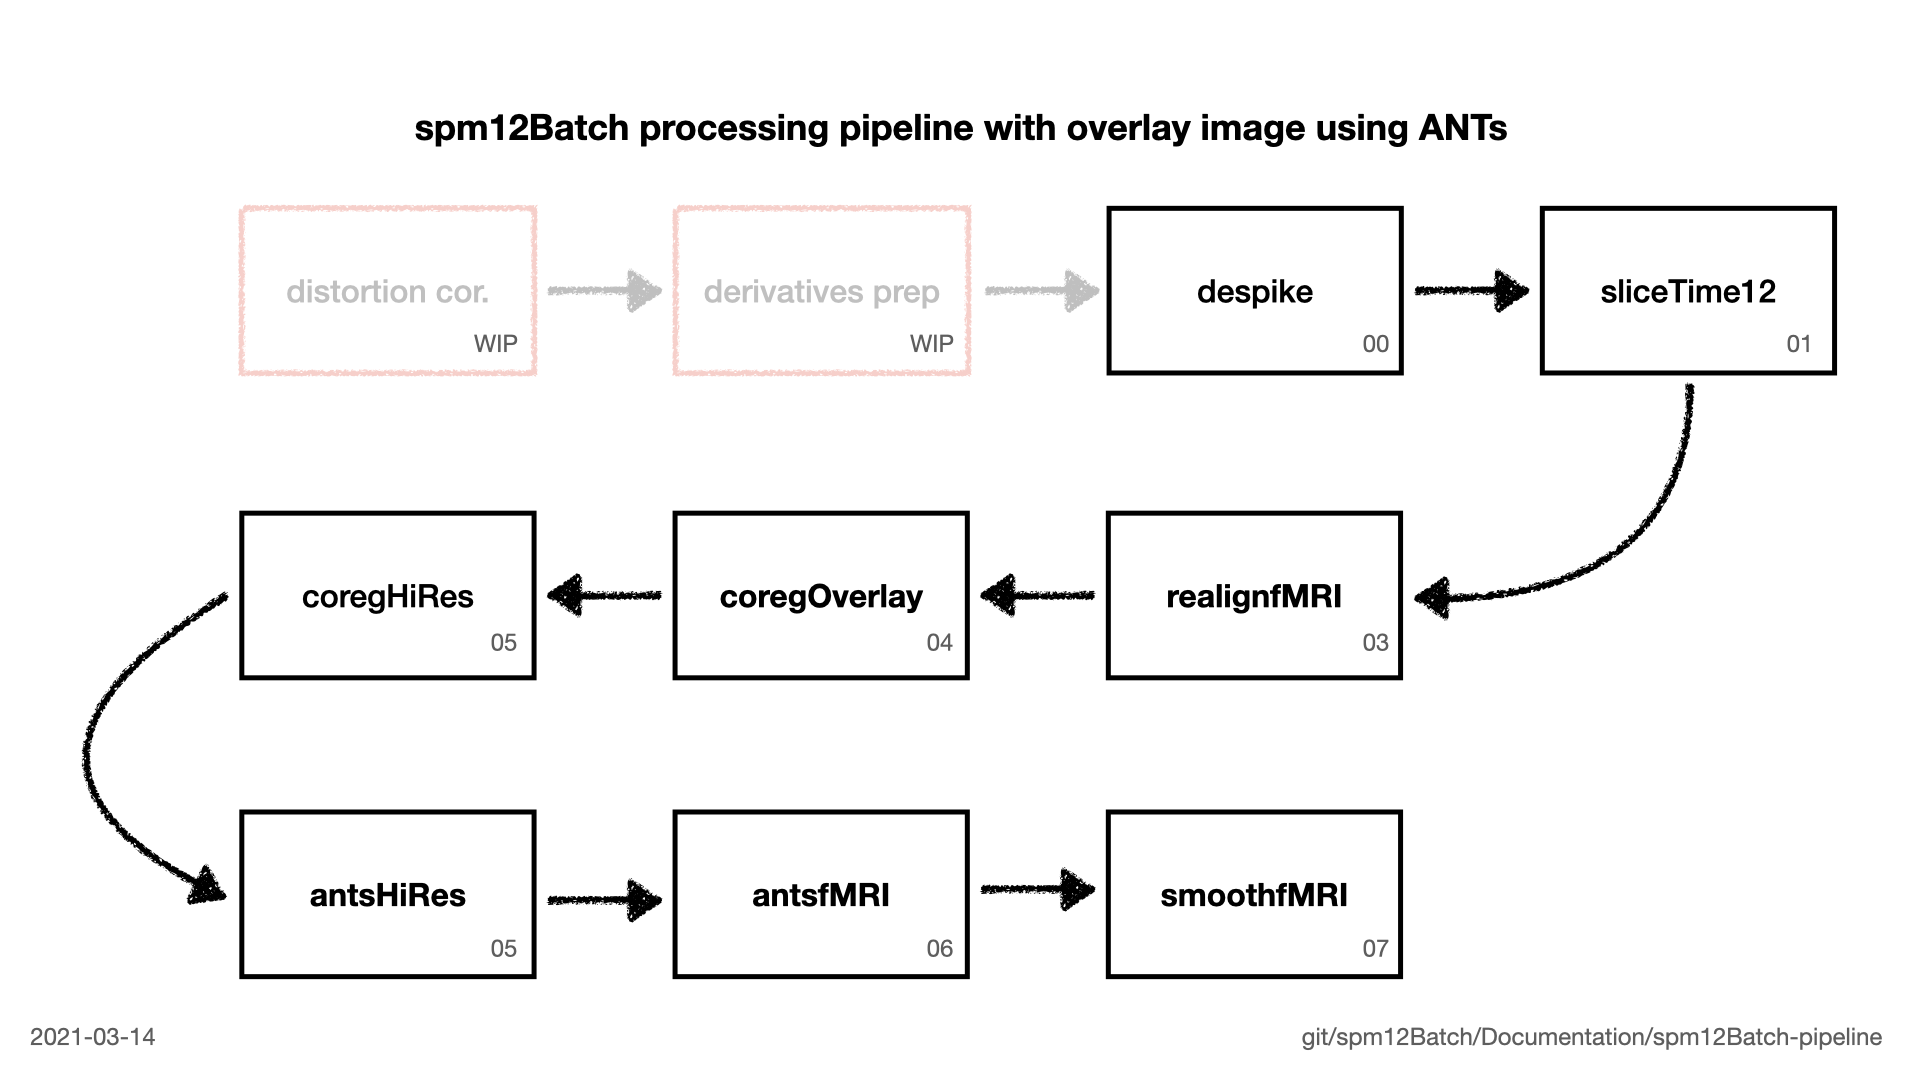 spm12Batch processing pipeline with overlay image using ANTs
distortion cor.
WIP
derivatives prep
WIP
despike
00
sliceTime12
01
coregHiRes
05
coregOverlay
04
realignfMRI
03
antsHiRes
05
antsfMRI
06
smoothfMRI
07
2021-03-14
git/spm12Batch/Documentation/spm12Batch-pipeline